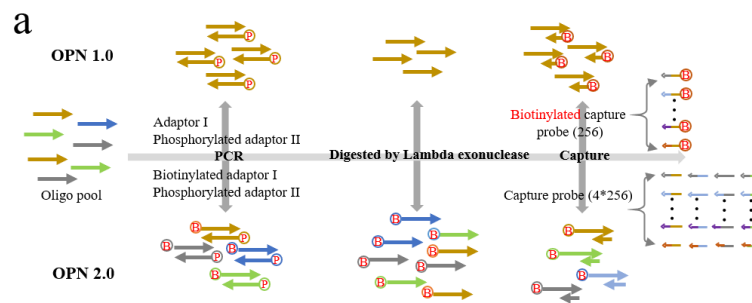 a
OPN 1.0
P
P
P
P
B
B
B
B
B
B
B
B
Biotinylated capture
probe (256)
Adaptor I
Phosphorylated adaptor II
PCR
Digested by Lambda exonuclease
Capture
Biotinylated adaptor I
Phosphorylated adaptor II
Oligo pool
Capture probe (4*256)
OPN 2.0
B
P
B
P
B
P
B
P
B
B
B
B
B
B
B
B
B
B